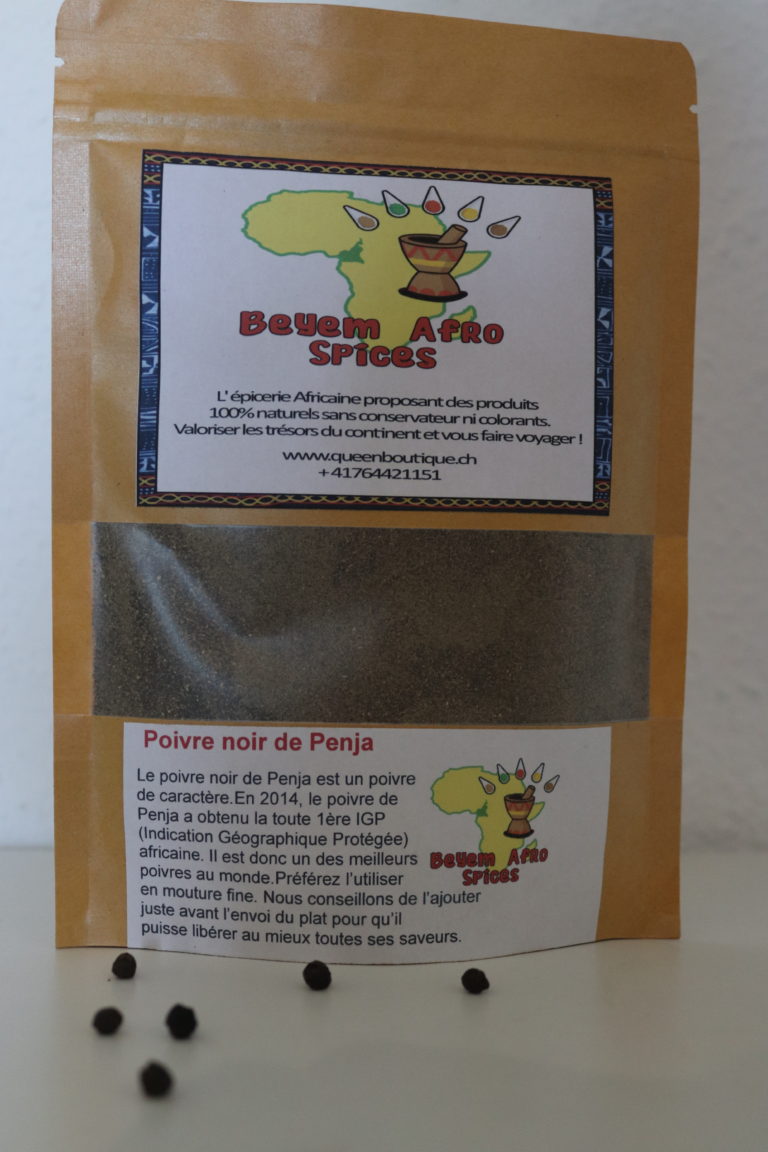 Beyem Afro
Spices
L' épicerie Africaine proposant des produits
100% naturels sans conservateur ni colorants.
Valoriser les trésors du continent et vous faire voyager !
www.queenboutique.ch
+41764421151
Poivre noir de Penja
Le poivre noir de Penja est un poivre
de caractère.En 2014, le poivre de
Penja a obtenu la toute 1ère IGP
(Indication Géographique Protégée)
africaine. Il est donc un des meilleurs
poivres au monde.Préférez l'utiliser
en mouture fine. Nous conseillons de l'ajouter
juste avant l'envoi du plat pour qu'il
puisse libérer au mieux toutes ses saveurs.
Beyem Afro
Spices